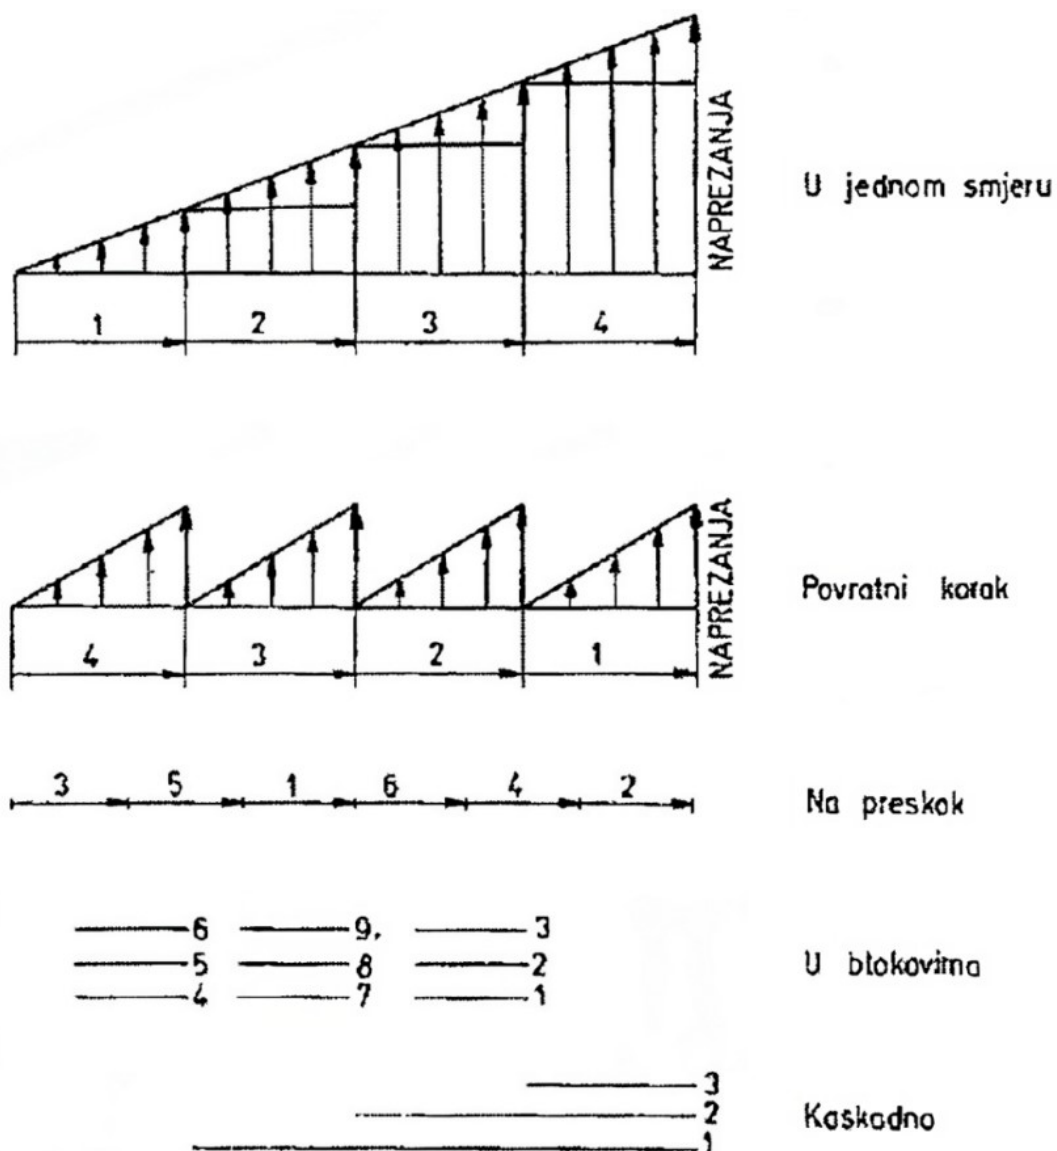 NAPREZANJA
U jednom smjeru
1 2 3 4
NAPREZANJA
Povratni korak
4 3 2 1
3 5 1 6 4 2
Na preskok
6 9. 3
5 8 2
4 7 1
U blokovima
3
2
1
Kaskadno